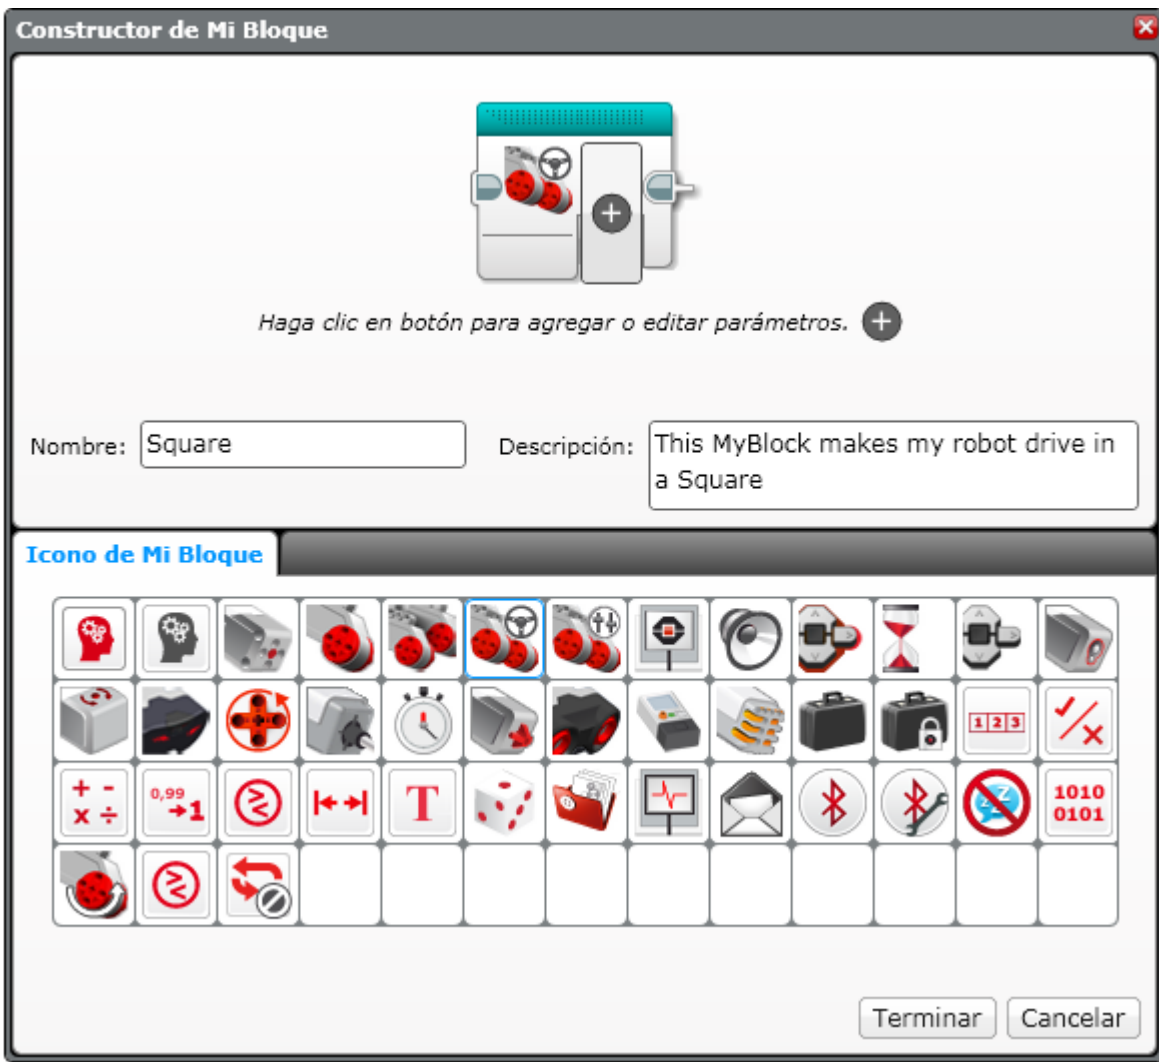 Constructor de Mi Bloque
Haga clic en botón para agregar o editar parámetros.
Nombre: Square
Descripción: This MyBlock makes my robot drive in
a Square
Icono de Mi Bloque
1 2 3
+ -
x ÷
0,99
→1
T
z z
1010
0101
Terminar
Cancelar